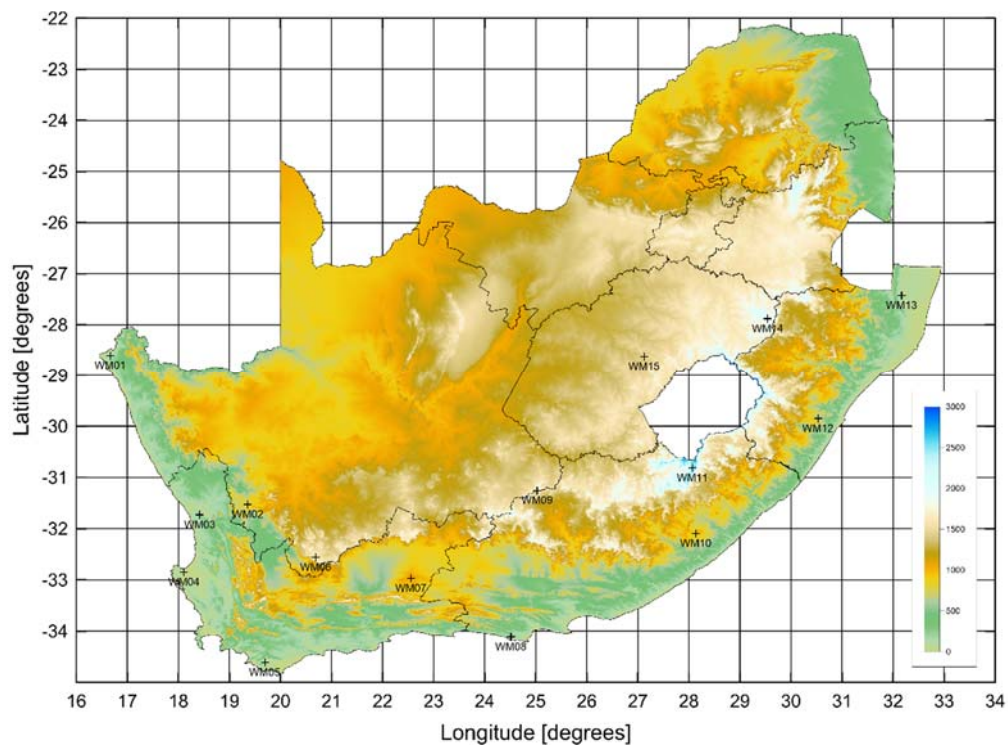 -22
-23
-24
-25
-26
-27
-28
-29
-30
-31
-32
-33
-34
Latitude [degrees]
WM13
WM14
WM01
WM15
3000
2500
2000
1500
1000
500
0
WM12
WM11
WM09
WM02
WM03
WM10
WM06
WM04
WM07
WM08
WM05
16 17 18 19 20 21 22 23 24 25 26 27 28 29 30 31 32 33 34
Longitude [degrees]